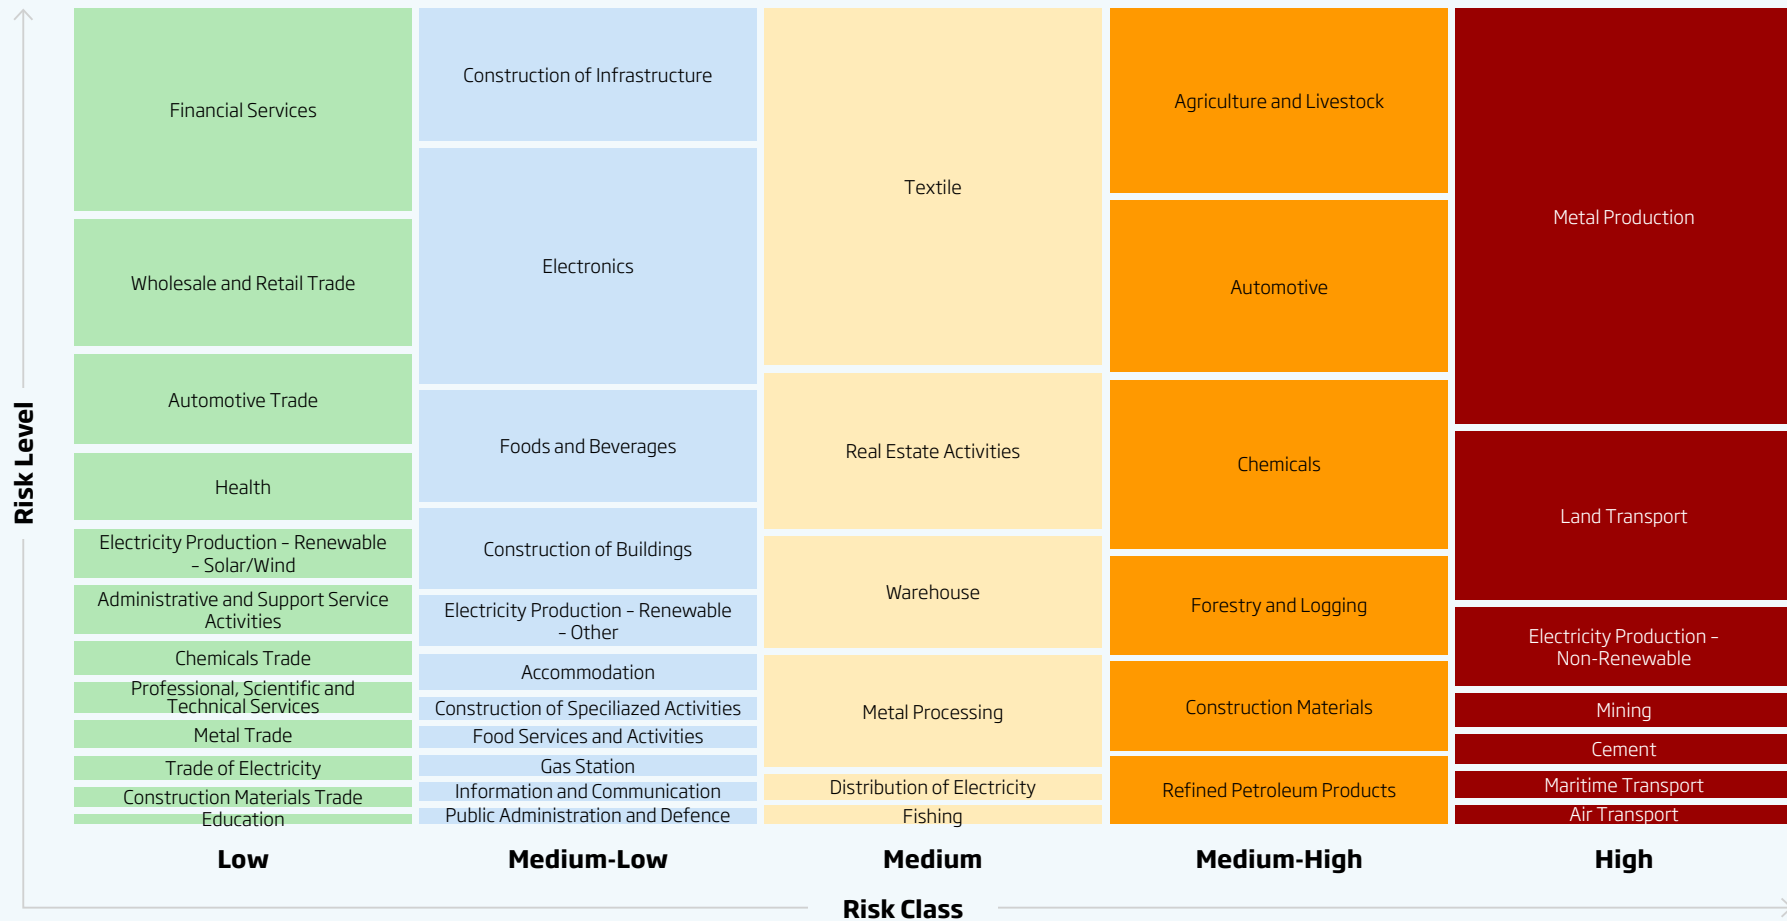 Risk Level
Financial Services
Wholesale and Retail Trade
Automotive Trade
Health
Electricity Production – Renewable
– Solar/Wind
Administrative and Support Service
Activities
Chemicals Trade
Professional, Scientific and
Technical Services
Metal Trade
Trade of Electricity
Construction Materials Trade
Education
Low
Construction of Infrastructure
Electronics
Foods and Beverages
Construction of Buildings
Electricity Production – Renewable
– Other
Accommodation
Construction of Speciliazed Activities
Food Services and Activities
Gas Station
Information and Communication
Public Administration and Defence
Medium-Low
Textile
Real Estate Activities
Warehouse
Metal Processing
Distribution of Electricity
Fishing
Medium
Agriculture and Livestock
Automotive
Chemicals
Forestry and Logging
Construction Materials
Refined Petroleum Products
Medium-High
Metal Production
Land Transport
Electricity Production –
Non-Renewable
Mining
Cement
Maritime Transport
Air Transport
High
Risk Class